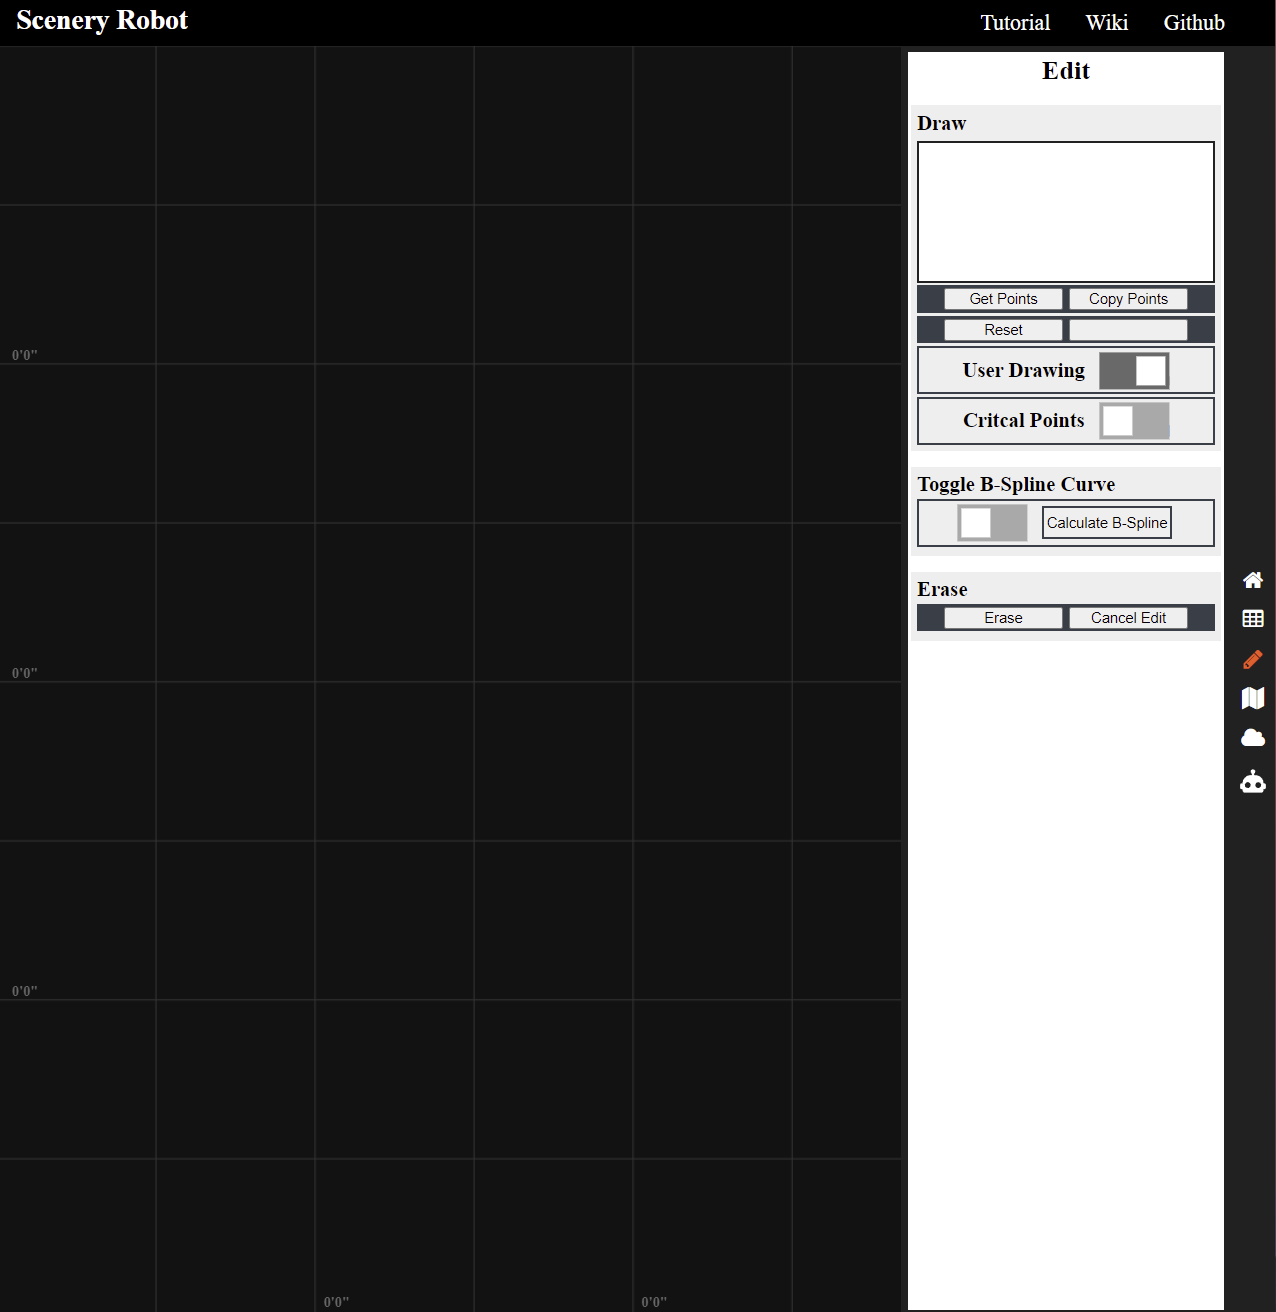 Scenery Robot
Tutorial Wiki Github
Edit
Draw
Get Points Copy Points
Reset
User Drawing
Critcal Points
Toggle B-Spline Curve
Calculate B-Spline
Erase
Erase Cancel Edit
0'0"
0'0"
0'0"
0'0" 0'0"